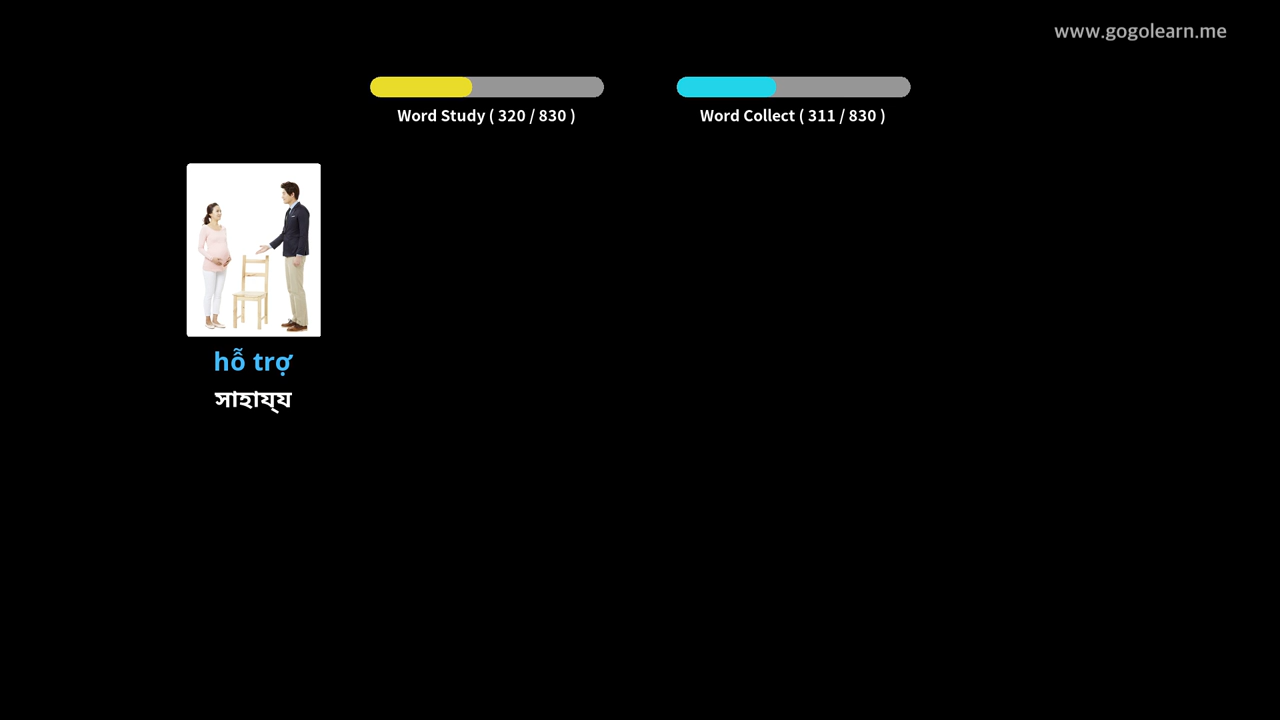 www.gogolearn.me
Word Study ( 320 / 830 )
Word Collect ( 311 / 830 )
hỗ trợ
সাহায্য